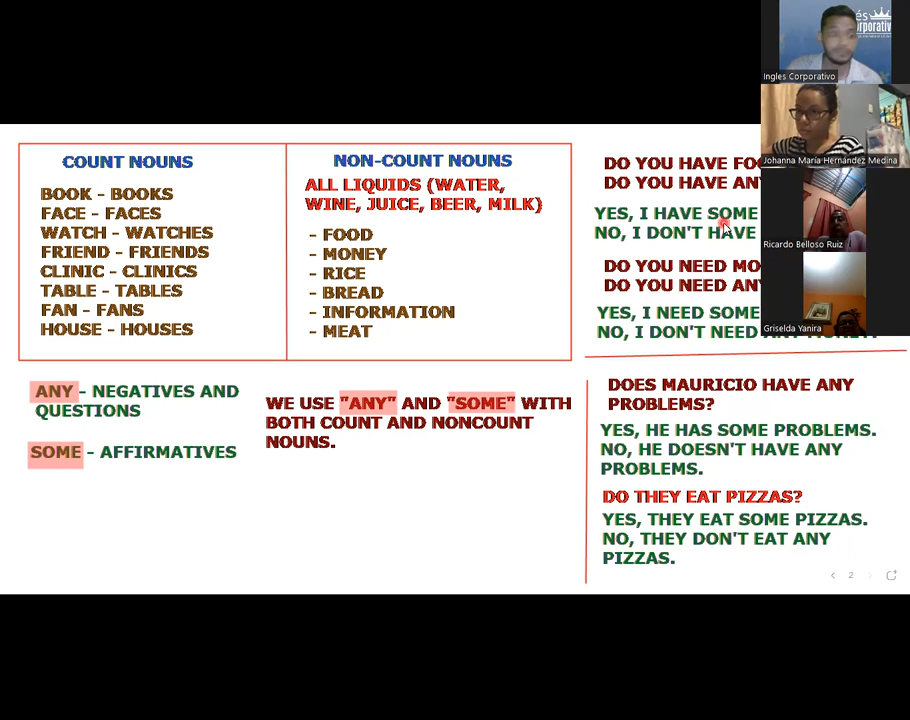 COUNT NOUNS
BOOK - BOOKS
FACE - FACES
WATCH - WATCHES
FRIEND - FRIENDS
CLINIC - CLINICS
TABLE - TABLES
FAN - FANS
HOUSE - HOUSES
NON-COUNT NOUNS
ALL LIQUIDS (WATER,
WINE, JUICE, BEER, MILK)
- FOOD
- MONEY
- RICE
- BREAD
- INFORMATION
- MEAT
ANY - NEGATIVES AND
QUESTIONS
SOME - AFFIRMATIVES
WE USE "ANY" AND "SOME" WITH
BOTH COUNT AND NONCOUNT
NOUNS.
DO YOU HAVE
DO YOU HAVE
YES, I HAVE SOME
NO, I DON'T HAVE
DO YOU NEED
DO YOU NEED
YES, I NEED SOME
NO, I DON'T NEED
DOES MAURICIO HAVE ANY
PROBLEMS?
YES, HE HAS SOME PROBLEMS.
NO, HE DOESN'T HAVE ANY
PROBLEMS.
DO THEY EAT PIZZAS?
YES, THEY EAT SOME PIZZAS.
NO, THEY DON'T EAT ANY
PIZZAS.
2
Ingles Corporativo
Johanna María Hernández Medina
Ricardo Belloso Ruiz
Griselda Yanira